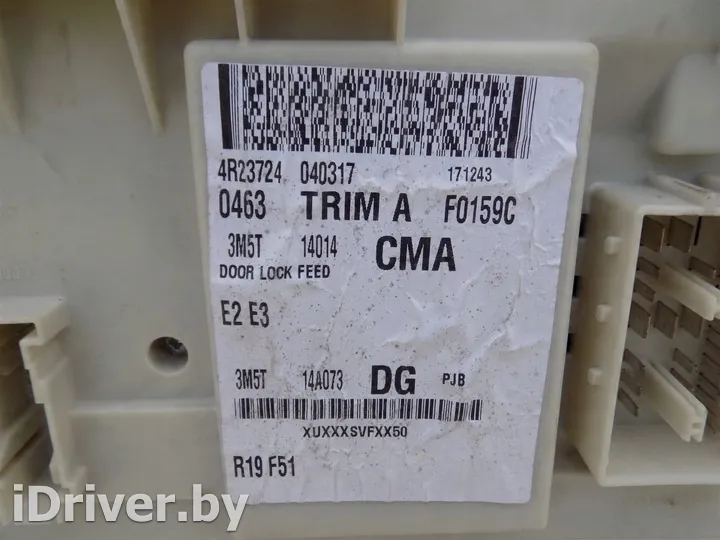 4R23724 040317 171243
0463 TRIM A F0159C
3M5T 14014 CMA
DOOR LOCK FEED
E2 E3
3M5T 14A073 DG PJB
XUXXXSVFXX50
R19 F51
iDriver.by